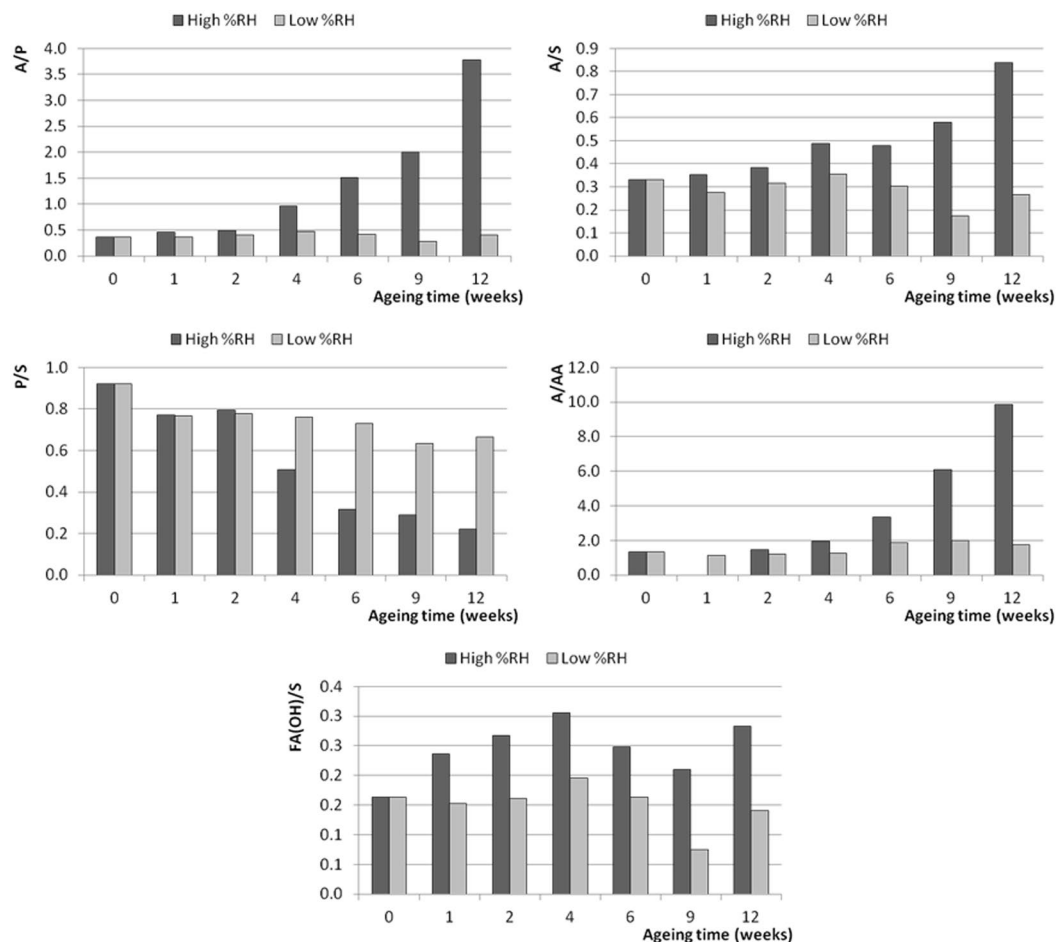 High %RH Low %RH
A/P
4.0
3.5
3.0
2.5
2.0
1.5
1.0
0.5
0.0
0 1 2 4 6 9 12
Ageing time (weeks)
High %RH Low %RH
A/S
0.9
0.8
0.7
0.6
0.5
0.4
0.3
0.2
0.1
0.0
0 1 2 4 6 9 12
Ageing time (weeks)
High %RH Low %RH
P/S
1.0
0.8
0.6
0.4
0.2
0.0
0 1 2 4 6 9 12
Ageing time (weeks)
High %RH Low %RH
A/AA
12.0
10.0
8.0
6.0
4.0
2.0
0.0
0 1 2 4 6 9 12
Ageing time (weeks)
High %RH Low %RH
FA(OH)/S
0.4
0.3
0.3
0.2
0.2
0.1
0.1
0.0
0 1 2 4 6 9 12
Ageing time (weeks)